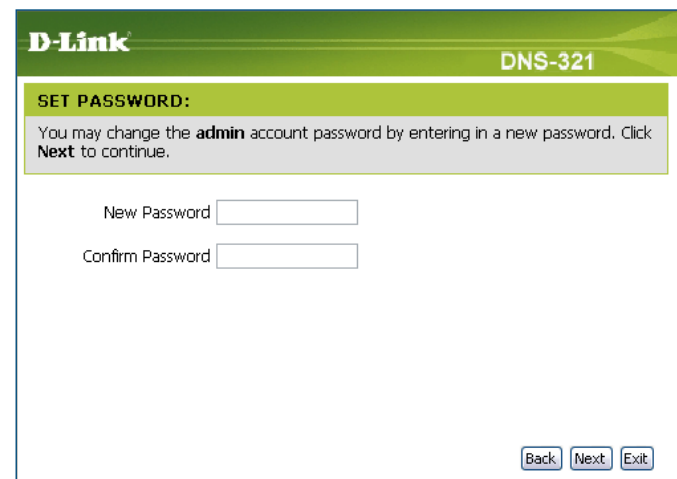 D-Link
DNS-321
SET PASSWORD:
You may change the admin account password by entering in a new password. Click
Next to continue.
New Password
Confirm Password
Back Next Exit